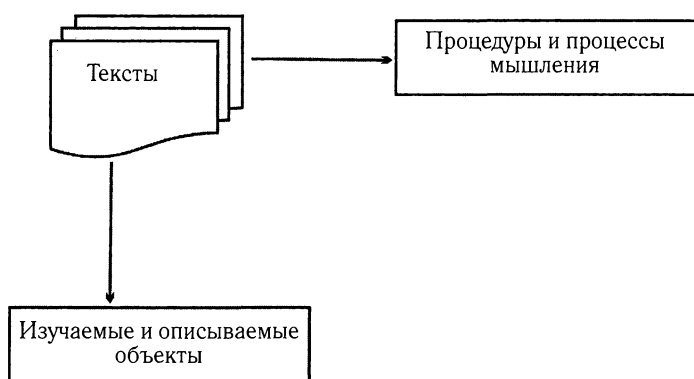 Тексты
Процедуры и процессы
мышления
Изучаемые и описываемые
объекты